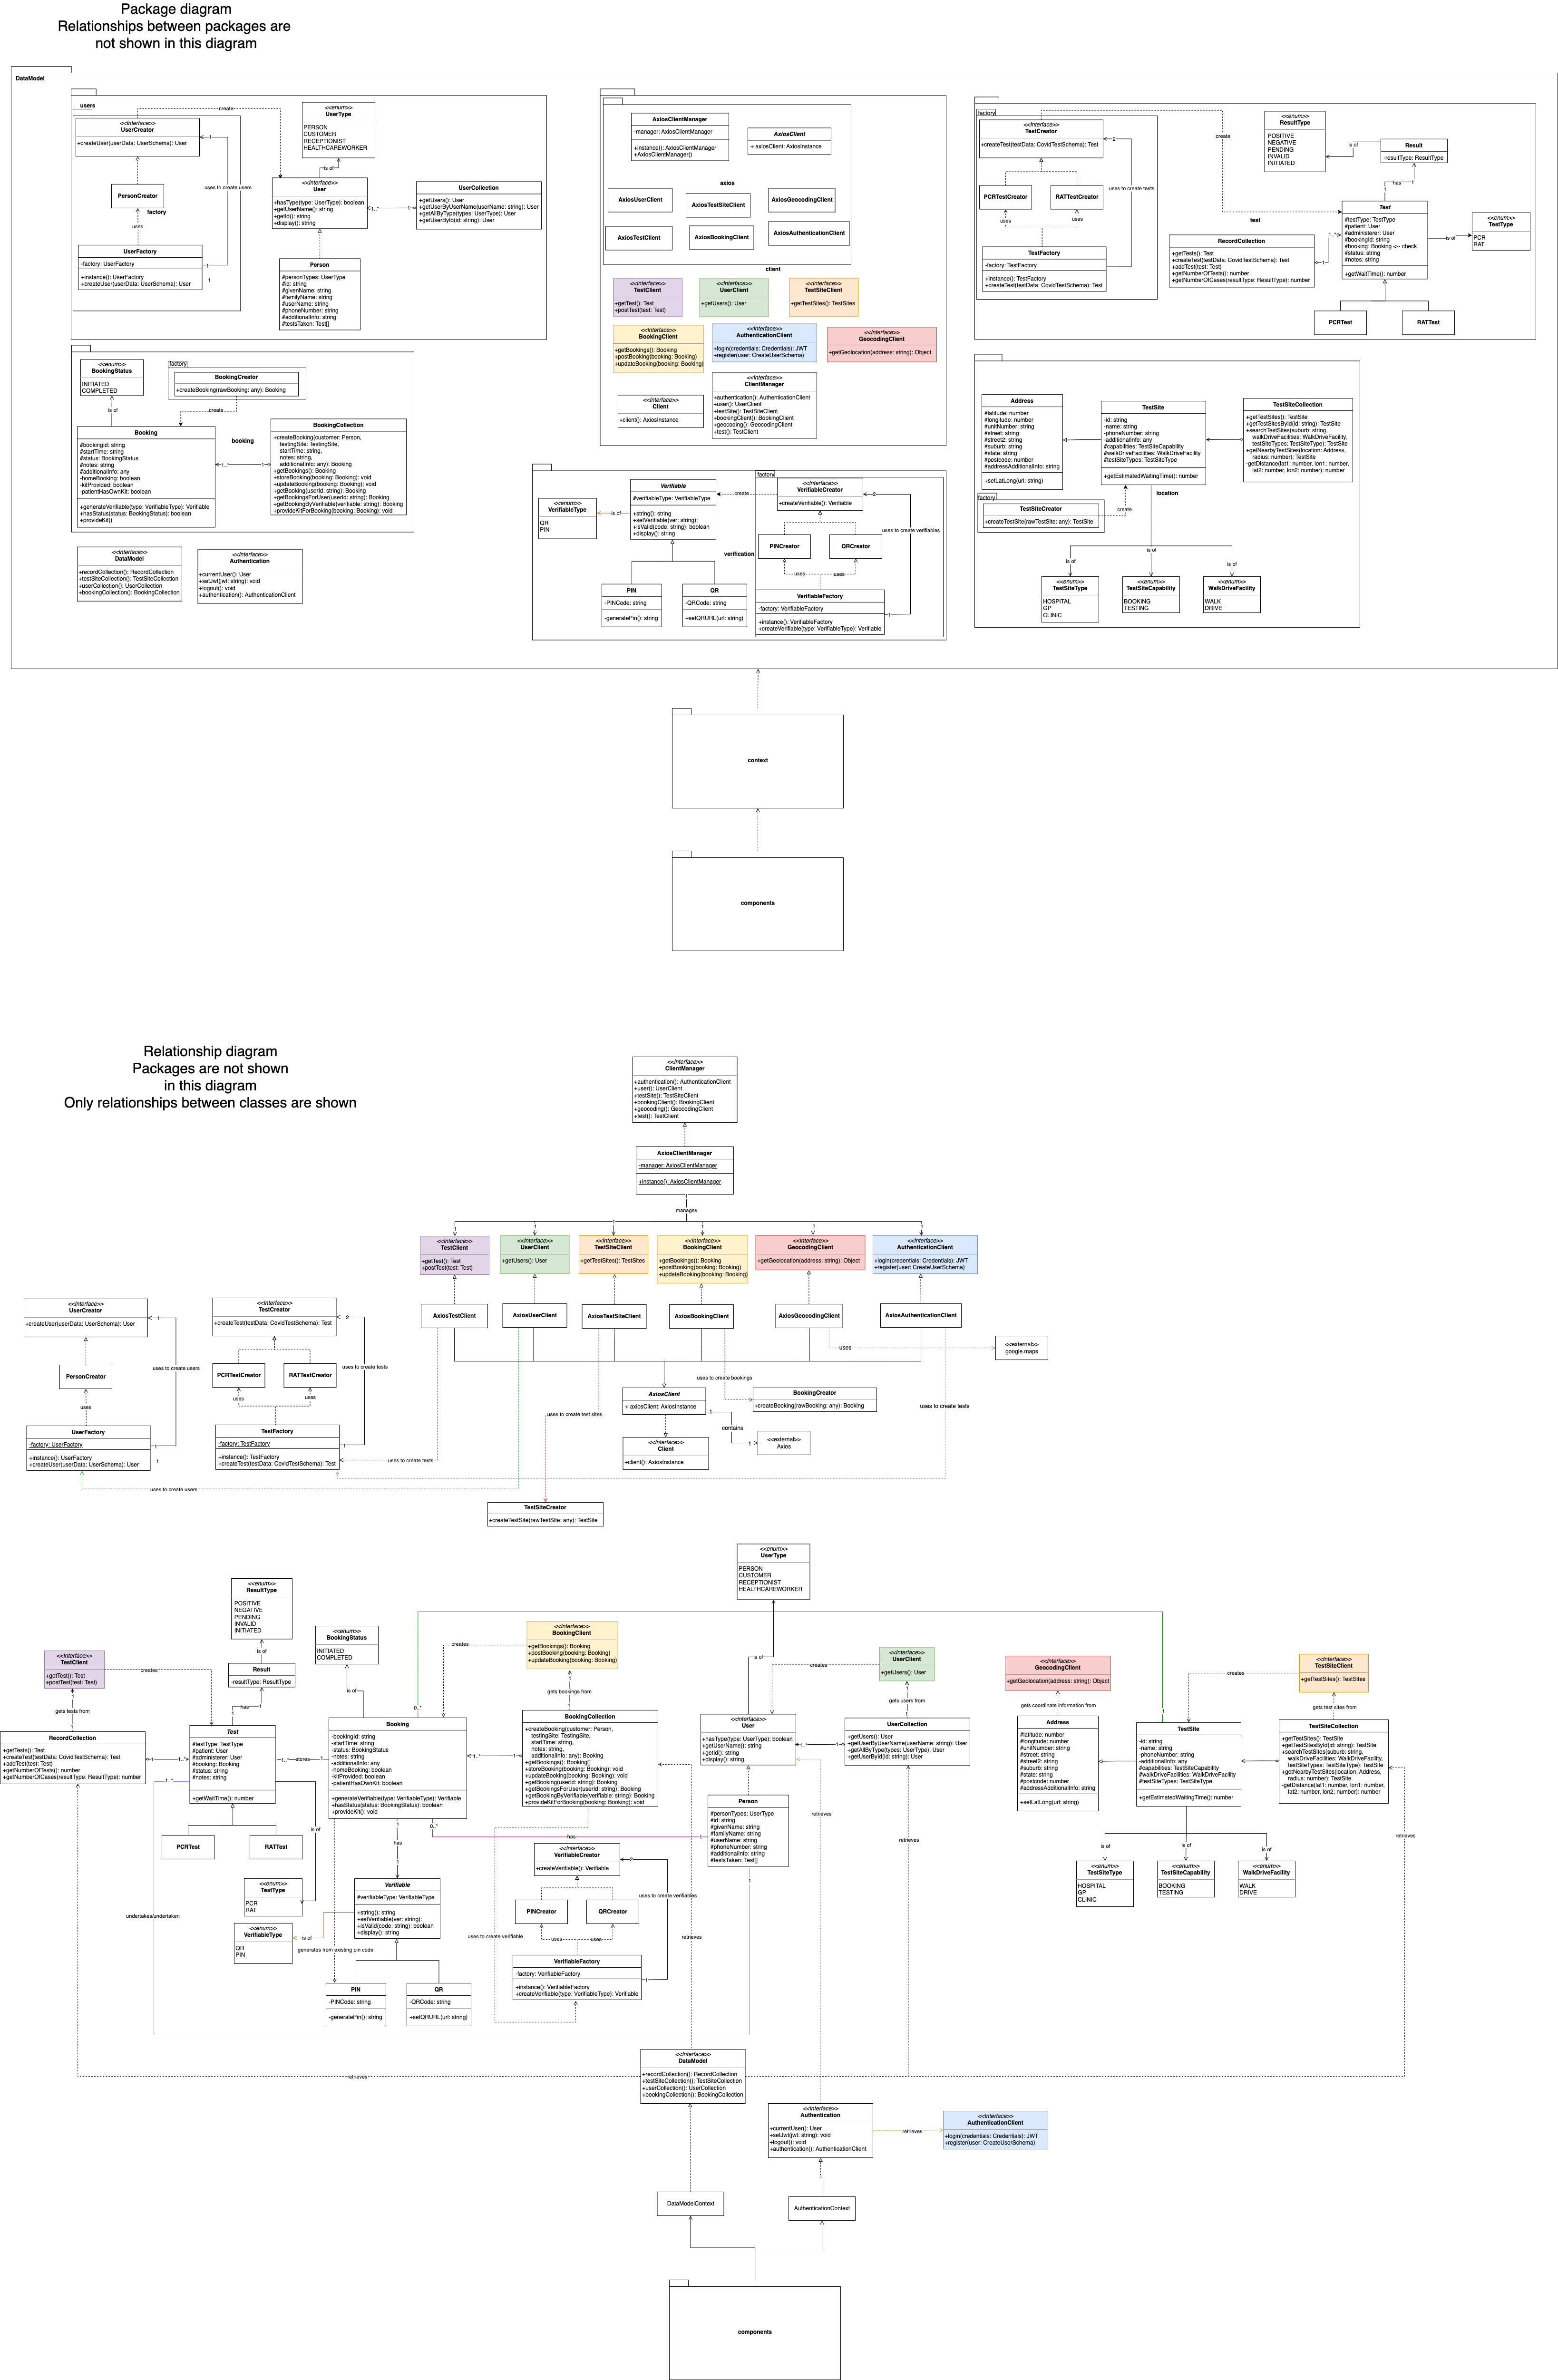 Package diagram
Relationships between packages are
not shown in this diagram
DataModel
users
<<Interface>>
UserCreator
+createUser(userData: UserSchema): User
create
1
uses to create users
PersonCreator
factory
uses
UserFactory
-factory: UserFactory
+instance(): UserFactory
+createUser(userData: UserSchema): User
1
1
<<enum>>
UserType
PERSON
CUSTOMER
RECEPTIONIST
HEALTHCAREWORKER
is of
<<Interface>>
User
+hasType(type: UserType): boolean
+getUserName(): string
+getId(): string
+display(): string
1..*
1
UserCollection
+getUsers(): User
+getUserByUserName(userName: string): User
+getAllByType(types: UserType): User
+getUserById(id: string): User
Person
#personTypes: UserType
#id: string
#givenName: string
#familyName: string
#userName: string
#phoneNumber: string
#additionalInfo: string
#testsTaken: Test[]
AxiosClientManager
-manager: AxiosClientManager
+instance(): AxiosClientManager
+AxiosClientManager()
AxiosClient
+ axiosClient: AxiosInstance
axios
AxiosUserClient
AxiosTestSiteClient
AxiosGeocodingClient
AxiosTestClient
AxiosBookingClient
AxiosAuthenticationClient
client
<<Interface>>
TestClient
+getTest(): Test
+postTest(test: Test)
<<Interface>>
UserClient
+getUsers(): User
<<Interface>>
TestSiteClient
+getTestSites(): TestSites
<<Interface>>
BookingClient
+getBookings(): Booking
+postBooking(booking: Booking)
+updateBooking(booking: Booking)
<<Interface>>
AuthenticationClient
+login(credentials: Credentials): JWT
+register(user: CreateUserSchema)
<<Interface>>
GeocodingClient
+getGeolocation(address: string): Object
<<Interface>>
Client
+client(): AxiosInstance
<<Interface>>
ClientManager
+authentication(): AuthenticationClient
+user(): UserClient
+testSite(): TestSiteClient
+bookingClient(): BookingClient
+geocoding(): GeocodingClient
+test(): TestClient
factory
<<Interface>>
TestCreator
+createTest(testData: CovidTestSchema): Test
2
uses to create tests
PCRTestCreator
RATTestCreator
uses
uses
TestFactory
-factory: TestFactory
+instance(): TestFactory
+createTest(testData: CovidTestSchema): Test
1
create
test
<<enum>>
ResultType
POSITIVE
NEGATIVE
PENDING
INVALID
INITIATED
is of
Result
-resultType: ResultType
1
has
1
Test
#testType: TestType
#patient: User
#administerer: User
#bookingId: string
#booking: Booking <-- check
#status: string
#notes: string
+getWaitTime(): number
is of
<<enum>>
TestType
PCR
RAT
RecordCollection
+getTests(): Test
+createTest(testData: CovidTestSchema): Test
+addTest(test: Test)
+getNumberOfTests(): number
+getNumberOfCases(resultType: ResultType): number
1..*
1
PCRTest
RATTest
<<enum>>
BookingStatus
INITIATED
COMPLETED
is of
factory
BookingCreator
+createBooking(rawBooking: any): Booking
create
Booking
#bookingId: string
#startTime: string
#status: BookingStatus
#notes: string
#additionalInfo: any
-homeBooking: boolean
-kitProvided: boolean
-patientHasOwnKit: boolean
+generateVerifiable(type: VerifiableType): Verifiable
+hasStatus(status: BookingStatus): boolean
+provideKit()
booking
1..*
1
BookingCollection
+createBooking(customer: Person,
testingSite: TestingSite,
startTime: string,
notes: string,
additionalInfo: any): Booking
+getBookings(): Booking
+storeBooking(booking: Booking): void
+updateBooking(booking: Booking): void
+getBooking(userId: string): Booking
+getBookingsForUser(userId: string): Booking
+getBookingByVerifiable(verifiable: string): Booking
+provideKitForBooking(booking: Booking): void
<<Interface>>
DataModel
+recordCollection(): RecordCollection
+testSiteCollection(): TestSiteCollection
+userCollection(): UserCollection
+bookingCollection(): BookingCollection
<<Interface>>
Authentication
+currentUser(): User
+setJwt(jwt: string): void
+logout(): void
+authentication(): AuthenticationClient
<<enum>>
VerifiableType
QR
PIN
is of
Verifiable
#verifiableType: VerifiableType
+string(): string
+setVerifiable(ver: string):
+isValid(code: string): boolean
+display(): string
verification
PIN
-PINCode: string
-generatePin(): string
QR
-QRCode: string
+setQRURL(url: string)
factory
create
<<Interface>>
VerifiableCreator
+createVerifiable(): Verifiable
2
uses to create verifiables
PINCreator
QRCreator
uses
uses
VerifiableFactory
-factory: VerifiableFactory
+instance(): VerifiableFactory
+createVerifiable(type: VerifiableType): Verifiable
1
Address
#latitude: number
#longitude: number
#unitNumber: string
#street: string
#street2: string
#suburb: string
#state: string
#postcode: number
#addressAdditionalInfo: string
+setLatLong(url: string)
TestSite
-id: string
-name: string
-phoneNumber: string
-additionalInfo: any
#capabilities: TestSiteCapability
#walkDriveFacilities: WalkDriveFacility
#testSiteTypes: TestSiteType
+getEstimatedWaitingTime(): number
TestSiteCollection
+getTestSites(): TestSite
+getTestSitesById(id: string): TestSite
+searchTestSites(suburb: string,
walkDriveFacilities: WalkDriveFacility,
testSiteTypes: TestSiteType): TestSite
+getNearbyTestSites(location: Address,
radius: number): TestSite
-getDistance(lat1: number, lon1: number,
lat2: number, lon2: number): number
location
factory
TestSiteCreator
+createTestSite(rawTestSite: any): TestSite
create
is of
is of
is of
<<enum>>
TestSiteType
HOSPITAL
GP
CLINIC
<<enum>>
TestSiteCapability
BOOKING
TESTING
<<enum>>
WalkDriveFacility
WALK
DRIVE
context
components
Relationship diagram
Packages are not shown
in this diagram
Only relationships between classes are shown
<<Interface>>
ClientManager
+authentication(): AuthenticationClient
+user(): UserClient
+testSite(): TestSiteClient
+bookingClient(): BookingClient
+geocoding(): GeocodingClient
+test(): TestClient
AxiosClientManager
-manager: AxiosClientManager
+instance(): AxiosClientManager
1
manages
1
1
1
1
1
1
1
<<Interface>>
TestClient
+getTest(): Test
+postTest(test: Test)
<<Interface>>
UserClient
+getUsers(): User
<<Interface>>
TestSiteClient
+getTestSites(): TestSites
<<Interface>>
BookingClient
+getBookings(): Booking
+postBooking(booking: Booking)
+updateBooking(booking: Booking)
<<Interface>>
GeocodingClient
+getGeolocation(address: string): Object
<<Interface>>
AuthenticationClient
+login(credentials: Credentials): JWT
+register(user: CreateUserSchema)
AxiosTestClient
AxiosUserClient
AxiosTestSiteClient
AxiosBookingClient
AxiosGeocodingClient
AxiosAuthenticationClient
uses
<<external>>
google.maps
<<Interface>>
UserCreator
+createUser(userData: UserSchema): User
1
uses to create users
PersonCreator
uses
UserFactory
-factory: UserFactory
+instance(): UserFactory
+createUser(userData: UserSchema): User
1
1
<<Interface>>
TestCreator
+createTest(testData: CovidTestSchema): Test
2
uses to create tests
PCRTestCreator
RATTestCreator
uses
uses
TestFactory
-factory: TestFactory
+instance(): TestFactory
+createTest(testData: CovidTestSchema): Test
1
uses to create tests
uses to create users
uses to create test sites
uses to create bookings
uses to create tests
AxiosClient
+ axiosClient: AxiosInstance
1
contains
1
BookingCreator
+createBooking(rawBooking: any): Booking
<<Interface>>
Client
+client(): AxiosInstance
<<external>>
Axios
TestSiteCreator
+createTestSite(rawTestSite: any): TestSite
<<enum>>
UserType
PERSON
CUSTOMER
RECEPTIONIST
HEALTHCAREWORKER
<<enum>>
ResultType
POSITIVE
NEGATIVE
PENDING
INVALID
INITIATED
is of
Result
-resultType: ResultType
1
has
1
<<enum>>
BookingStatus
INITIATED
COMPLETED
is of
<<Interface>>
TestClient
+getTest(): Test
+postTest(test: Test)
creates
1
gets tests from
1
<<Interface>>
BookingClient
+getBookings(): Booking
+postBooking(booking: Booking)
+updateBooking(booking: Booking)
creates
1
gets bookings from
1
<<Interface>>
UserClient
+getUsers(): User
creates
1
gets users from
1
is of
<<Interface>>
GeocodingClient
+getGeolocation(address: string): Object
gets coordinate information from
<<Interface>>
TestSiteClient
+getTestSites(): TestSites
creates
1
gets test sites from
1
0..*
1
RecordCollection
+getTests(): Test
+createTest(testData: CovidTestSchema): Test
+addTest(test: Test)
+getNumberOfTests(): number
+getNumberOfCases(resultType: ResultType): number
1..*
Test
#testType: TestType
#patient: User
#administerer: User
#booking: Booking
#status: string
#notes: string
+getWaitTime(): number
1..*
stores
1
1..*
is of
Booking
-bookingId: string
-startTime: string
-status: BookingStatus
-notes: string
-additionalInfo: any
-homeBooking: boolean
-kitProvided: boolean
-patientHasOwnKit: boolean
+generateVerifiable(type: VerifiableType): Verifiable
+hasStatus(status: BookingStatus): boolean
+provideKit(): void
1..*
1
BookingCollection
+createBooking(customer: Person,
testingSite: TestingSite,
startTime: string,
notes: string,
additionalInfo: any): Booking
+getBookings(): Booking[]
+storeBooking(booking: Booking): void
+updateBooking(booking: Booking): void
+getBooking(userId: string): Booking
+getBookingsForUser(userId: string): Booking
+getBookingByVerifiable(verifiable: string): Booking
+provideKitForBooking(booking: Booking): void
<<Interface>>
User
+hasType(type: UserType): boolean
+getUserName(): string
+getId(): string
+display(): string
1..*
1
UserCollection
+getUsers(): User
+getUserByUserName(userName: string): User
+getAllByType(types: UserType): User
+getUserById(id: string): User
Address
#latitude: number
#longitude: number
#unitNumber: string
#street: string
#street2: string
#suburb: string
#state: string
#postcode: number
#addressAdditionalInfo: string
+setLatLong(url: string)
TestSite
-id: string
-name: string
-phoneNumber: string
-additionalInfo: any
#capabilities: TestSiteCapability
#walkDriveFacilities: WalkDriveFacility
#testSiteTypes: TestSiteType
+getEstimatedWaitingTime(): number
TestSiteCollection
+getTestSites(): TestSite
+getTestSitesById(id: string): TestSite
+searchTestSites(suburb: string,
walkDriveFacilities: WalkDriveFacility,
testSiteTypes: TestSiteType): TestSite
+getNearbyTestSites(location: Address,
radius: number): TestSite
-getDistance(lat1: number, lon1: number,
lat2: number, lon2: number): number
Person
#personTypes: UserType
#id: string
#givenName: string
#familyName: string
#userName: string
#phoneNumber: string
#additionalInfo: string
#testsTaken: Test[]
1
0..*
has
1
PCRTest
RATTest
1
has
1
<<Interface>>
VerifiableCreator
+createVerifiable(): Verifiable
2
uses to create verifiables
PINCreator
QRCreator
uses
uses
uses to create verifiable
VerifiableFactory
-factory: VerifiableFactory
+instance(): VerifiableFactory
+createVerifiable(type: VerifiableType): Verifiable
1
is of
is of
is of
<<enum>>
TestSiteType
HOSPITAL
GP
CLINIC
<<enum>>
TestSiteCapability
BOOKING
TESTING
<<enum>>
WalkDriveFacility
WALK
DRIVE
<<enum>>
TestType
PCR
RAT
<<enum>>
VerifiableType
QR
PIN
is of
Verifiable
#verifiableType: VerifiableType
+string(): string
+setVerifiable(ver: string):
+isValid(code: string): boolean
+display(): string
undertakes/undertaken
generates from existing pin code
PIN
-PINCode: string
-generatePin(): string
QR
-QRCode: string
+setQRURL(url: string)
retrieves
retrieves
retrieves
retrieves
retrieves
<<Interface>>
DataModel
+recordCollection(): RecordCollection
+testSiteCollection(): TestSiteCollection
+userCollection(): UserCollection
+bookingCollection(): BookingCollection
<<Interface>>
Authentication
+currentUser(): User
+setJwt(jwt: string): void
+logout(): void
+authentication(): AuthenticationClient
retrieves
<<Interface>>
AuthenticationClient
+login(credentials: Credentials): JWT
+register(user: CreateUserSchema)
DataModelContext
AuthenticationContext
components